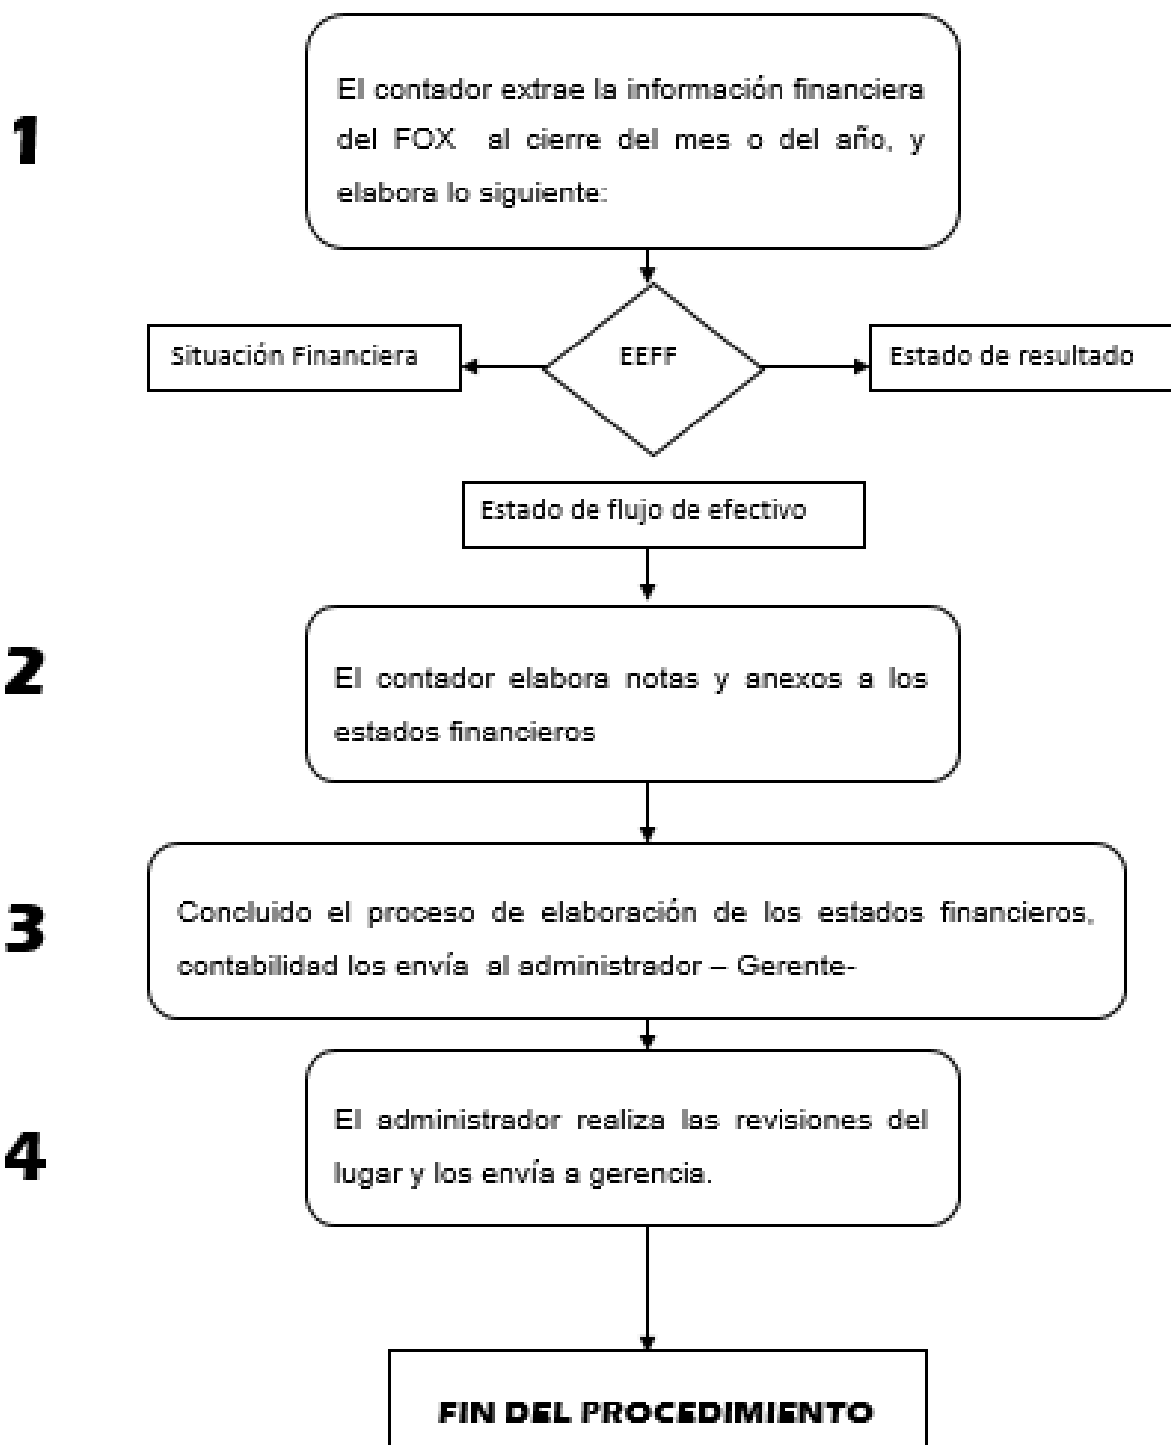 1
El contador extrae la información financiera
del FOX al cierre del mes o del año, y
elabora lo siguiente:
Situación Financiera
EEFF
Estado de resultado
Estado de flujo de efectivo
2
El contador elabora notas y anexos a los
estados financieros
3
Concluido el proceso de elaboración de los estados financieros,
contabilidad los envía al administrador – Gerente-
4
El administrador realiza las revisiones del
lugar y los envía a gerencia.
FIN DEL PROCEDIMIENTO